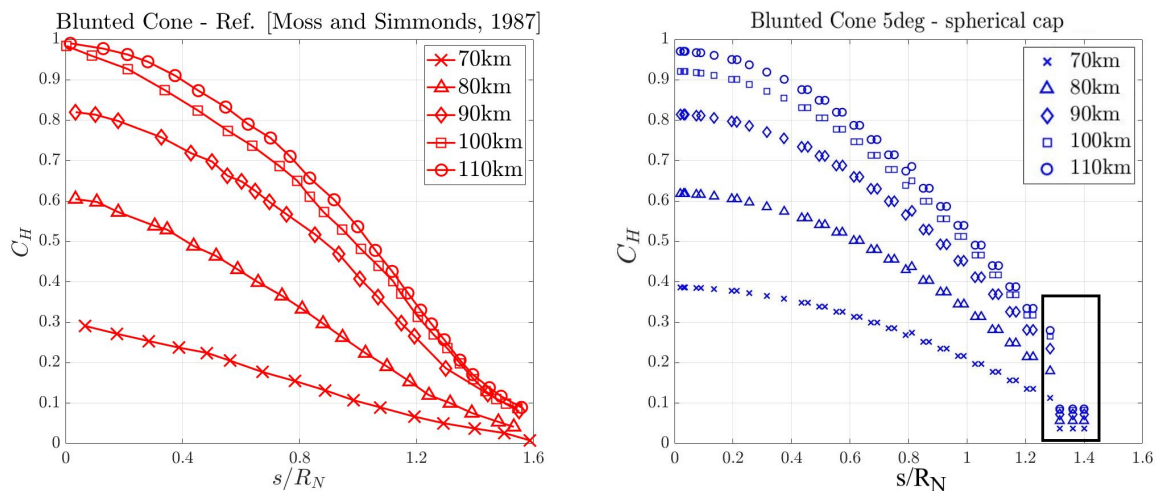 Blunted Cone - Ref. [Moss and Simmonds, 1987]
1
0.9
0.8
0.7
0.6
0.5
0.4
0.3
0.2
0.1
0
C_H
0
0.4
0.8
1.2
1.6
s/R_N
70km
80km
90km
100km
110km
Blunted Cone 5deg - spherical cap
1
0.9
0.8
0.7
0.6
0.5
0.4
0.3
0.2
0.1
0
C_H
0
0.2
0.4
0.6
0.8
1
1.2
1.4
1.6
s/R_N
70km
80km
90km
100km
110km